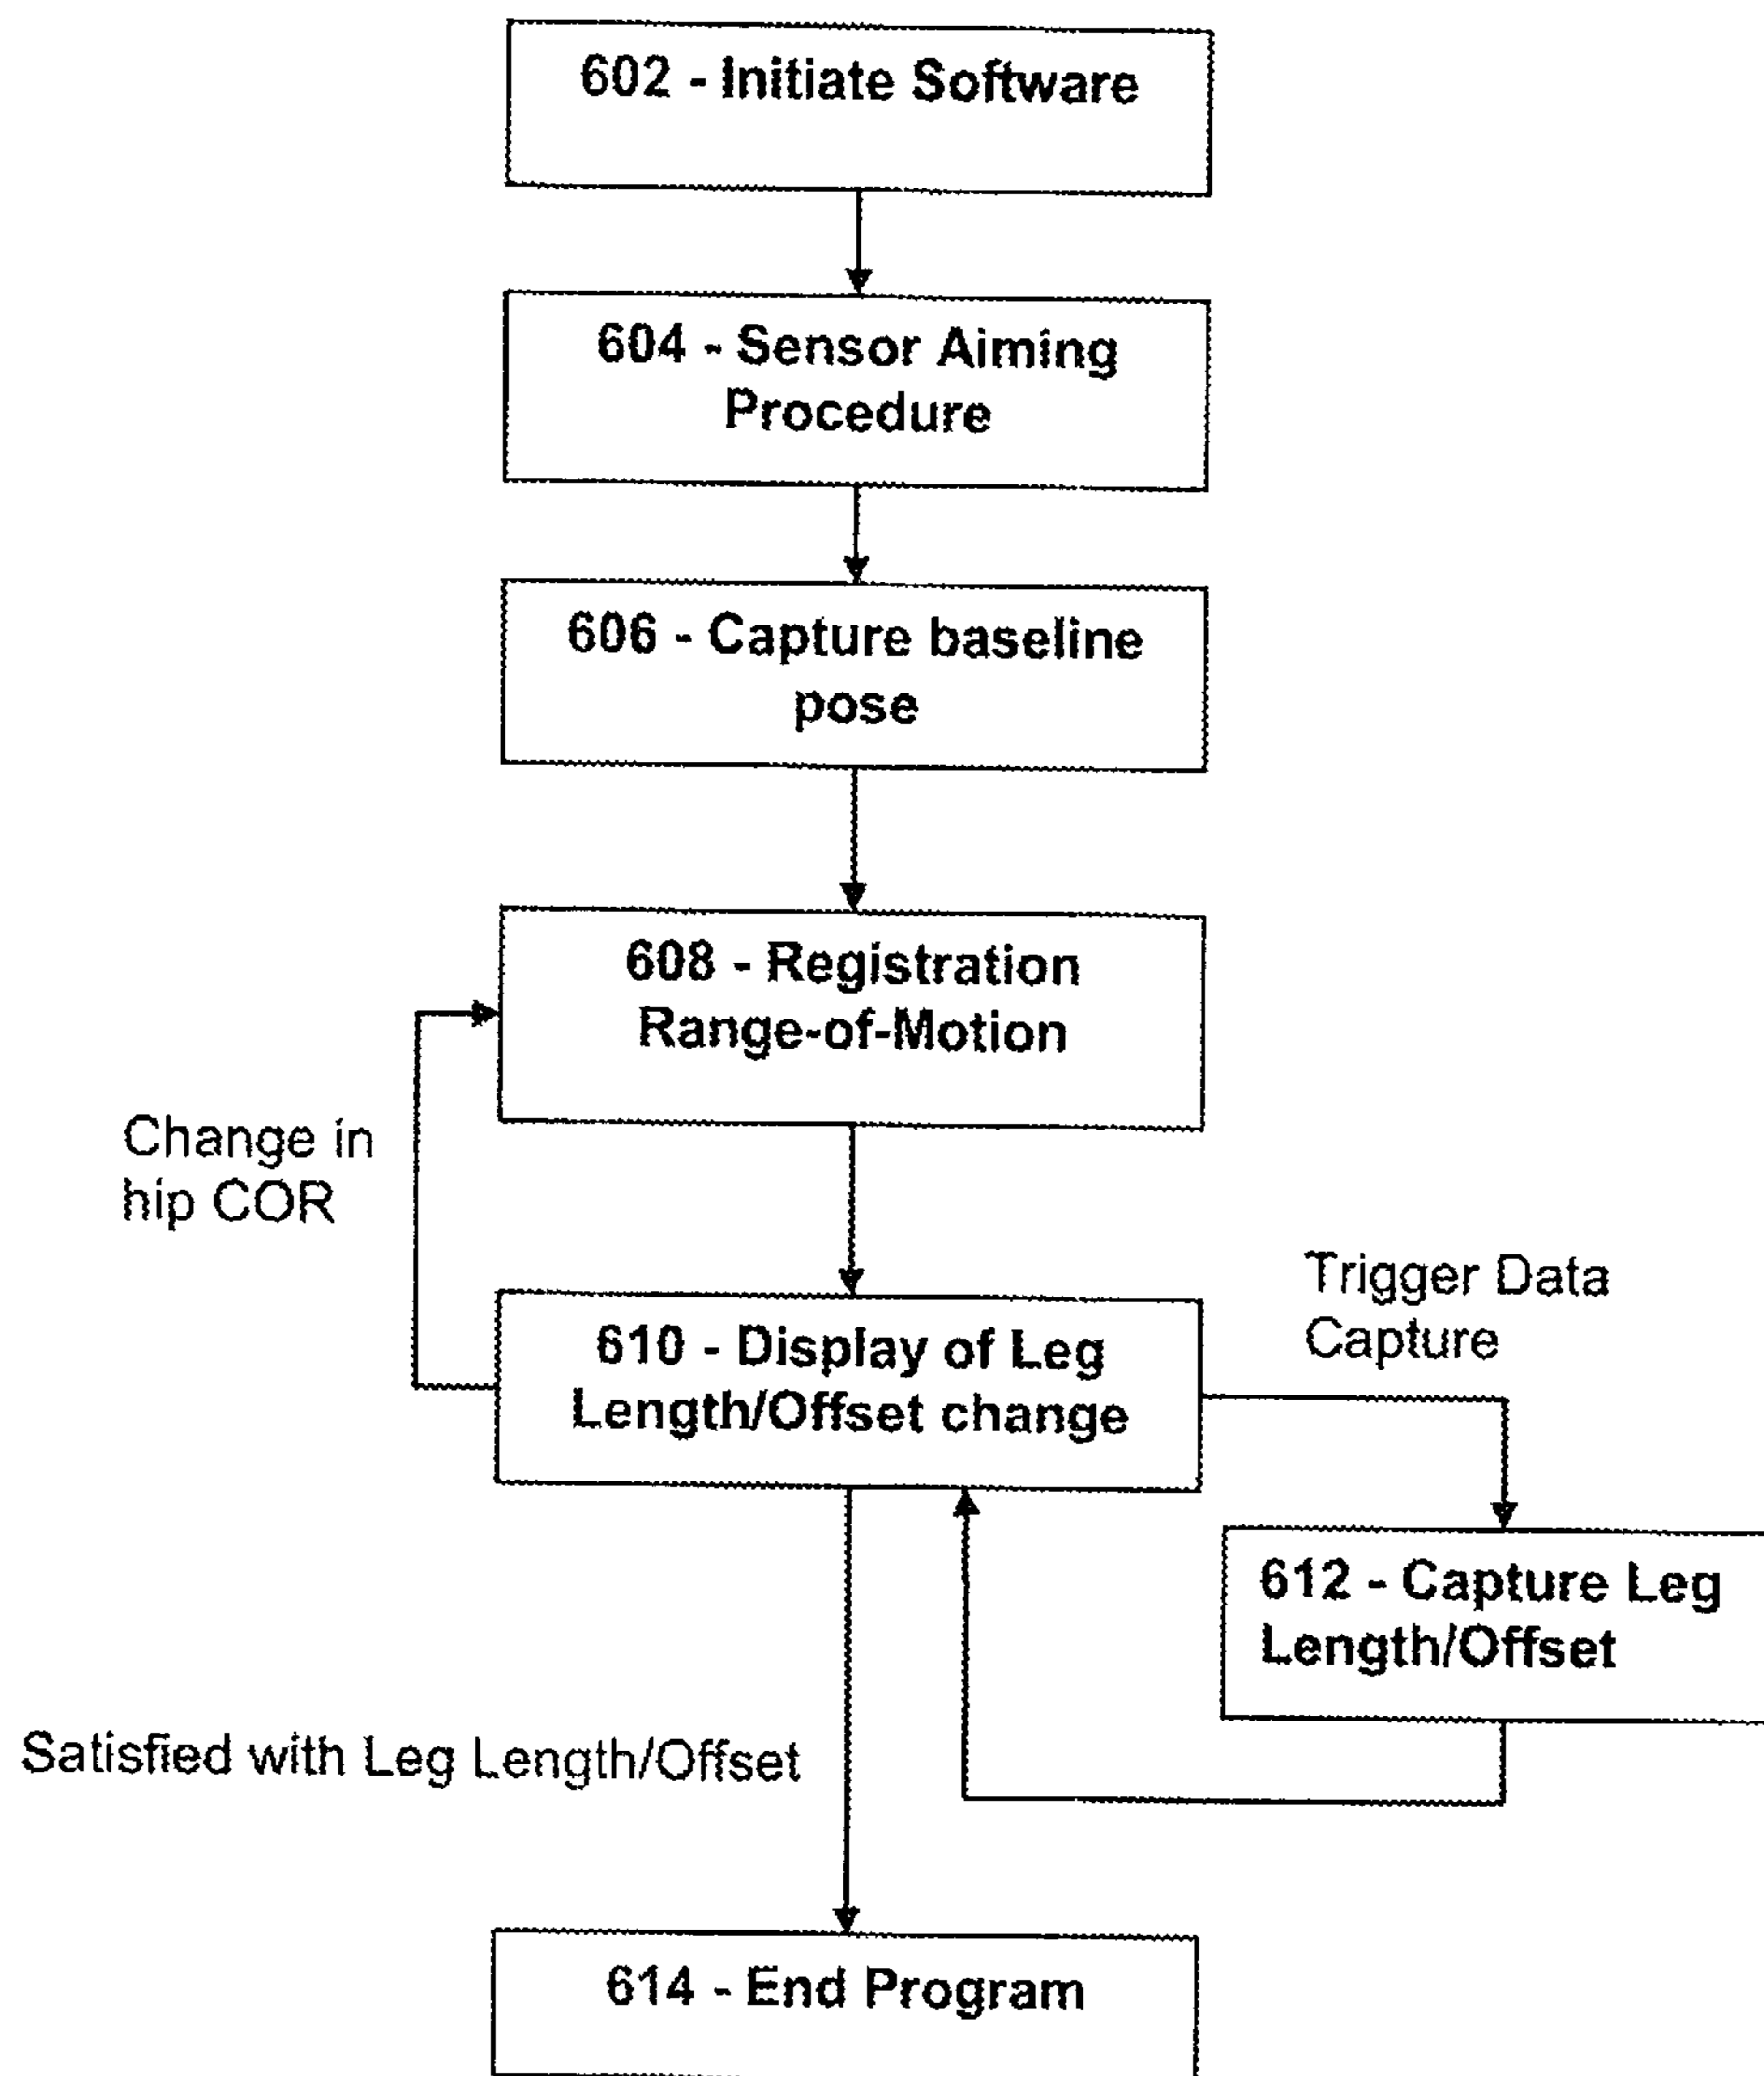 602 - Initiate Software
604 - Sensor Aiming
Procedure
606 - Capture baseline
pose
608 - Registration
Range-of-Motion
Change in
hip COR
610 - Display of Leg
Length/Offset change
Trigger Data
Capture
612 - Capture Leg
Length/Offset
Satisfied with Leg Length/Offset
614 - End Program